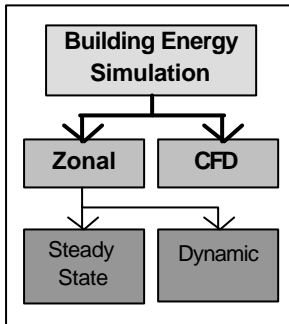 Building Energy
Simulation
Zonal
CFD
Steady
State
Dynamic